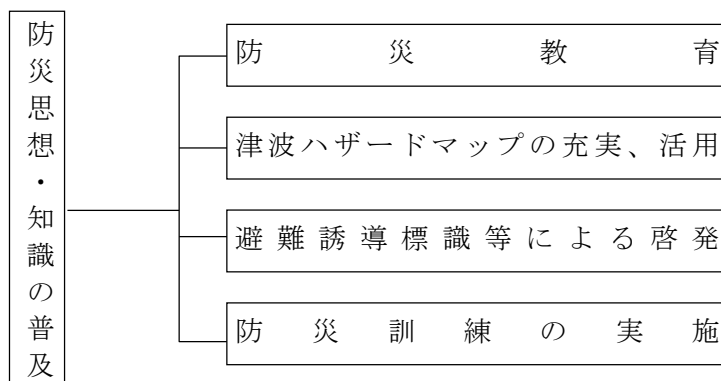 防災思想・知識の普及
防災教育
津波ハザードマップの充実、活用
避難誘導標識等による啓発
防災訓練の実施